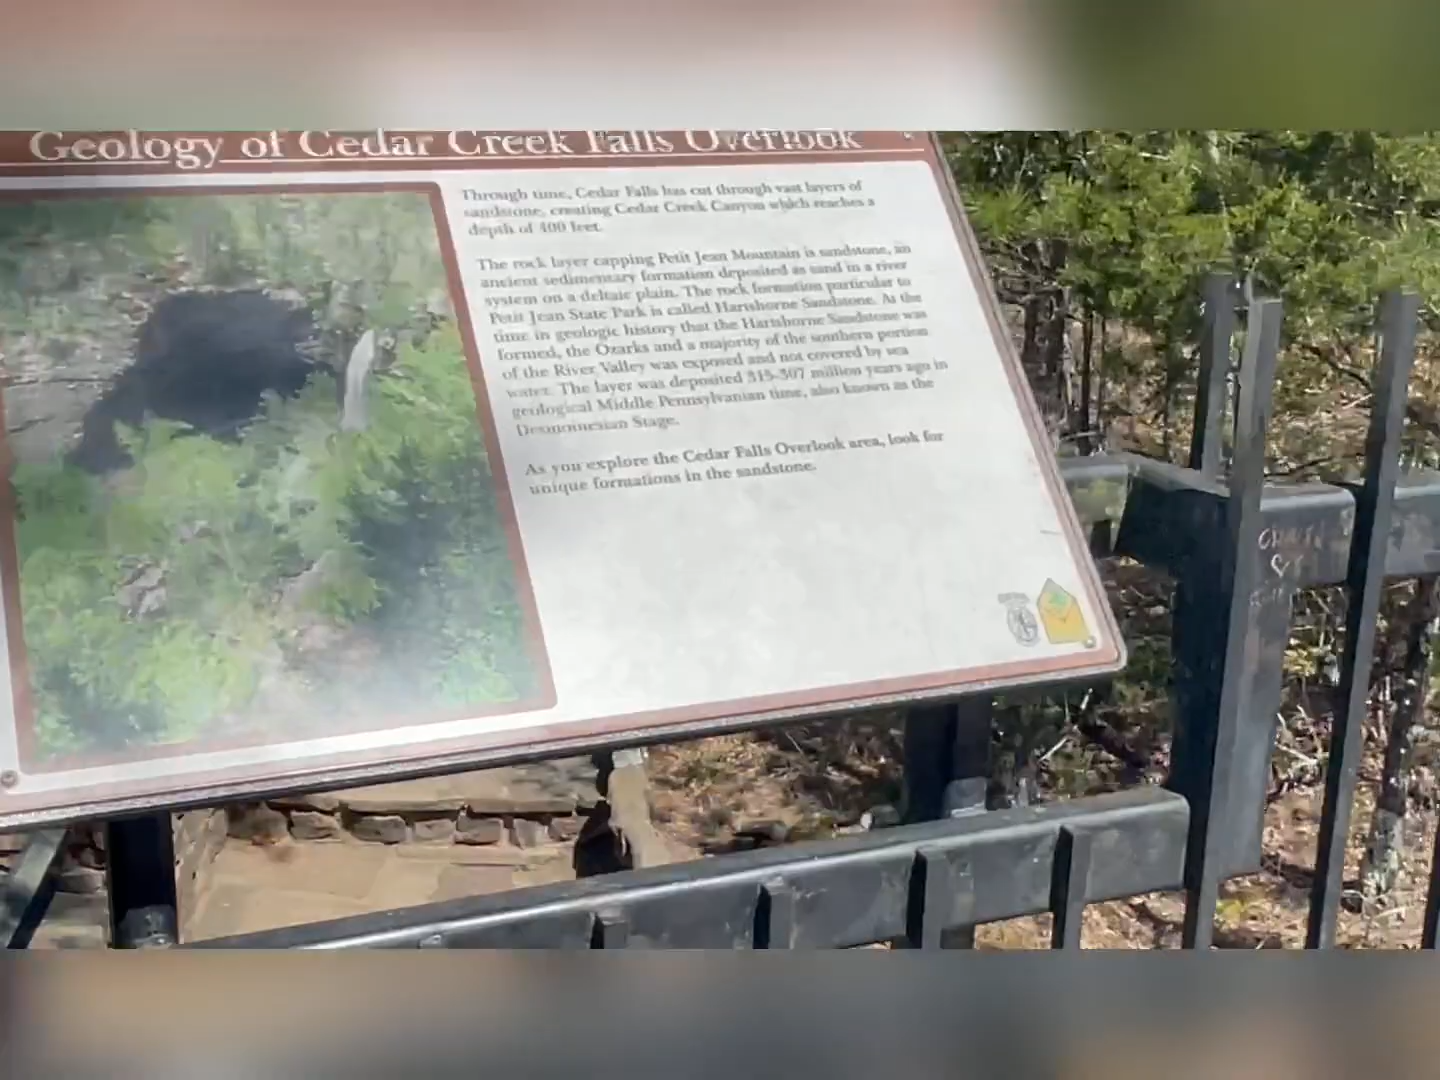 Geology of Cedar Creek Falls Overlook
Through time, Cedar Falls has cut through vast layers of
sandstone, creating Cedar Creek Canyon which reaches a
depth of 400 feet.
The rock layer capping Petit Jean Mountain is sandstone, an
ancient sedimentary formation deposited as sand in a river
system on a deltaic plain. The rock formation particular to
Petit Jean State Park is called Hartshorne Sandstone. At the
time in geologic history that the Hartshorne Sandstone was
formed, the Ozarks and a majority of the southern portion
of the River Valley was exposed and not covered by sea
water. The layer was deposited 315-307 million years ago in
geological Middle Pennsylvanian time, also known as the
Desmoinesian Stage.
As you explore the Cedar Falls Overlook area, look for
unique formations in the sandstone.